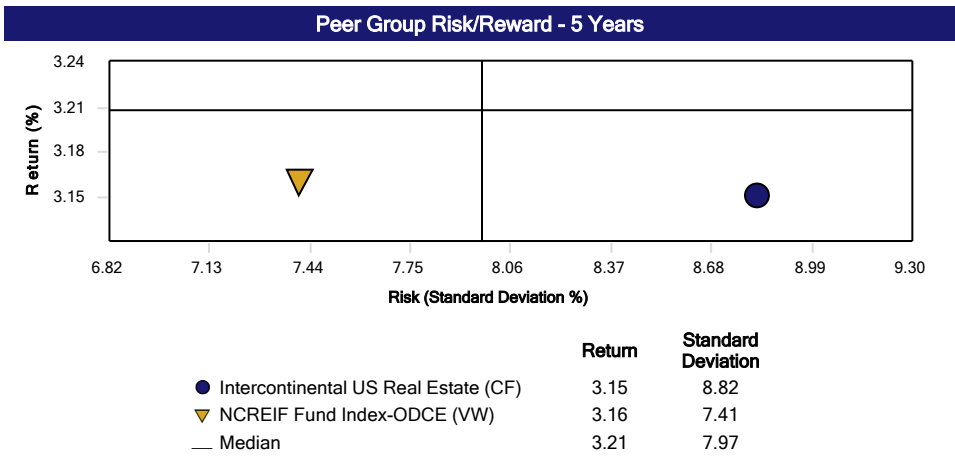 Peer Group Risk/Reward - 5 Years
3.24
3.21
3.18
3.15
Return (%)
6.82 7.13 7.44 7.75 8.06 8.37 8.68 8.99 9.30
Risk (Standard Deviation %)
Return Standard Deviation
Intercontinental US Real Estate (CF) 3.15 8.82
NCREIF Fund Index-ODCE (VW) 3.16 7.41
Median 3.21 7.97